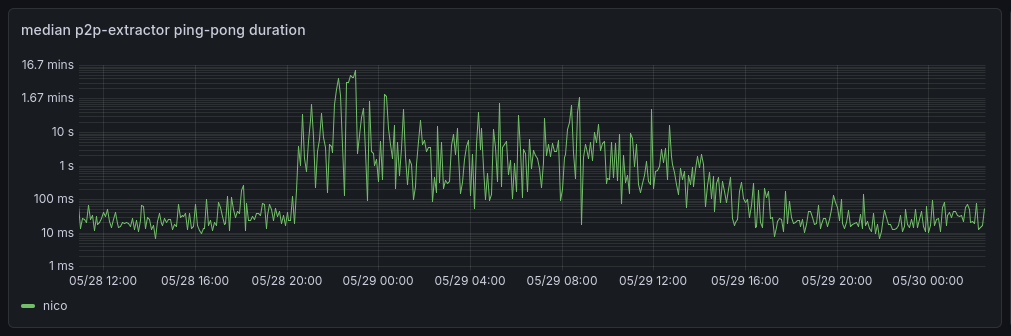 median p2p-extractor ping-pong duration
16.7 mins
1.67 mins
10 s
1 s
100 ms
10 ms
1 ms
05/28 12:00 05/28 16:00 05/28 20:00 05/29 00:00 05/29 04:00 05/29 08:00 05/29 12:00 05/29 16:00 05/29 20:00 05/30 00:00
nico